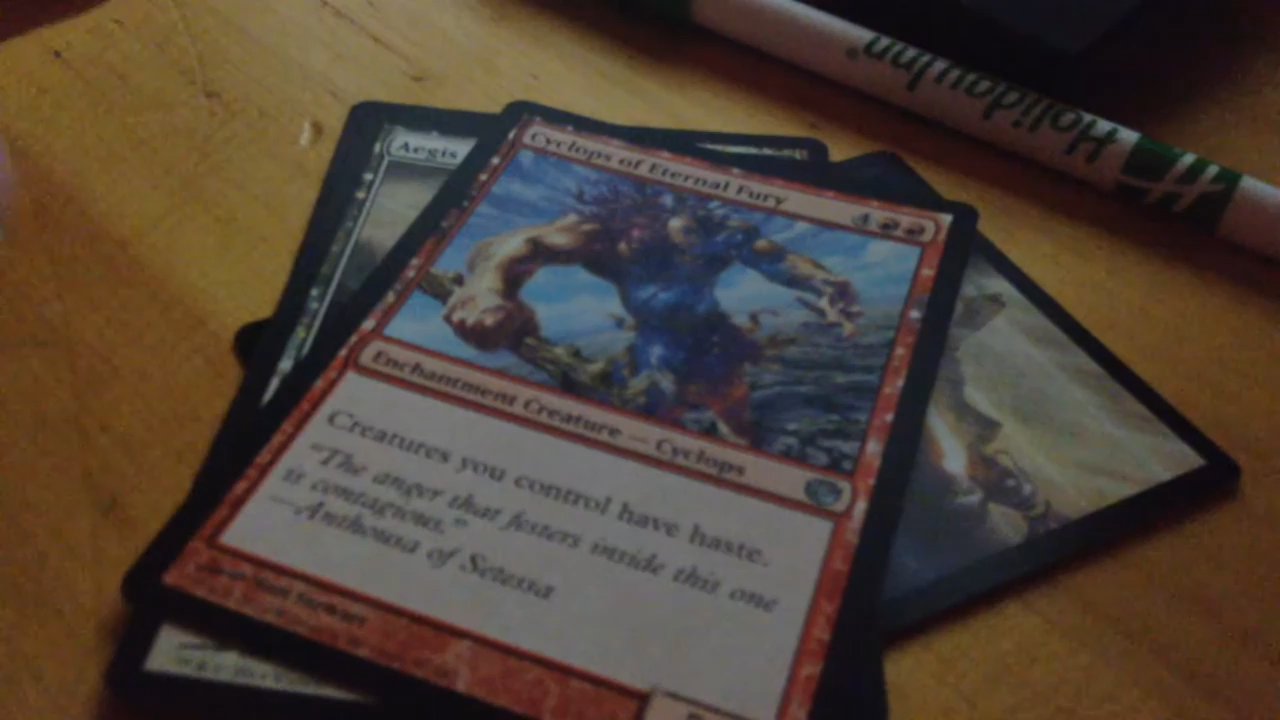 Holiday Inn®
H
Aegis
Cyclops of Eternal Fury
4
Enchantment Creature — Cyclops
Creatures you control have haste.
"The anger that festers inside this one
is contagious."
—Anthousa of Setessa